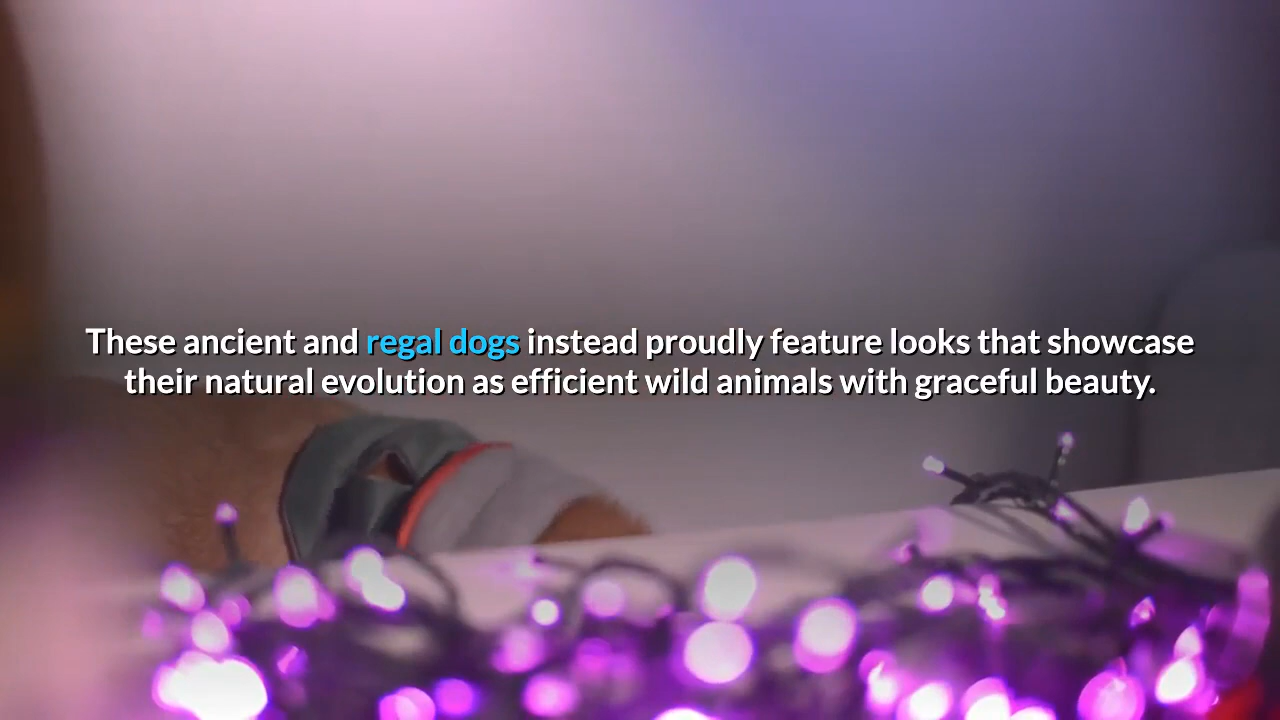 These ancient and regal dogs instead proudly feature looks that showcase
their natural evolution as efficient wild animals with graceful beauty.